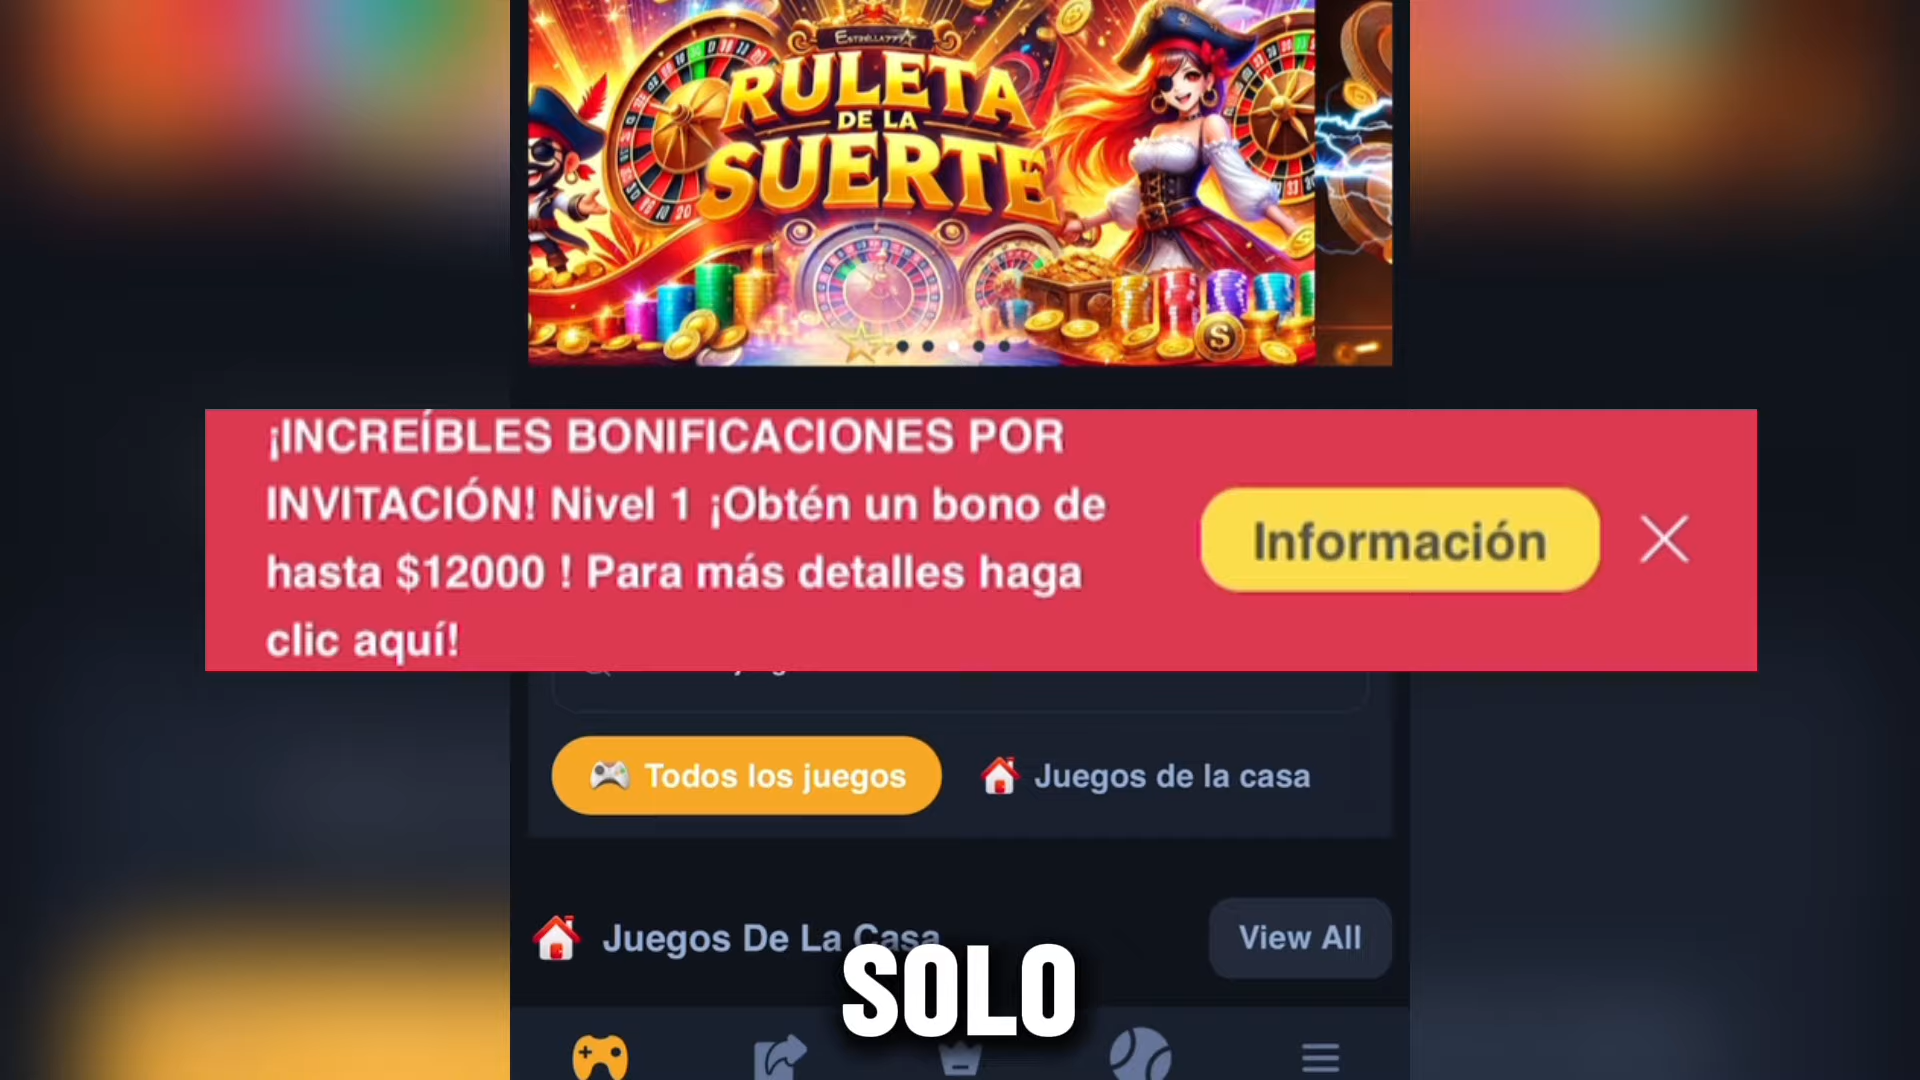 ESTRELLA777
RULETA
DE LA
SUERTE
S
¡INCREÍBLES BONIFICACIONES POR
INVITACIÓN! Nivel 1 ¡Obtén un bono de
hasta $12000 ! Para más detalles haga
clic aquí!
Información
Todos los juegos
Juegos de la casa
Juegos De La Casa
View All
SOLO